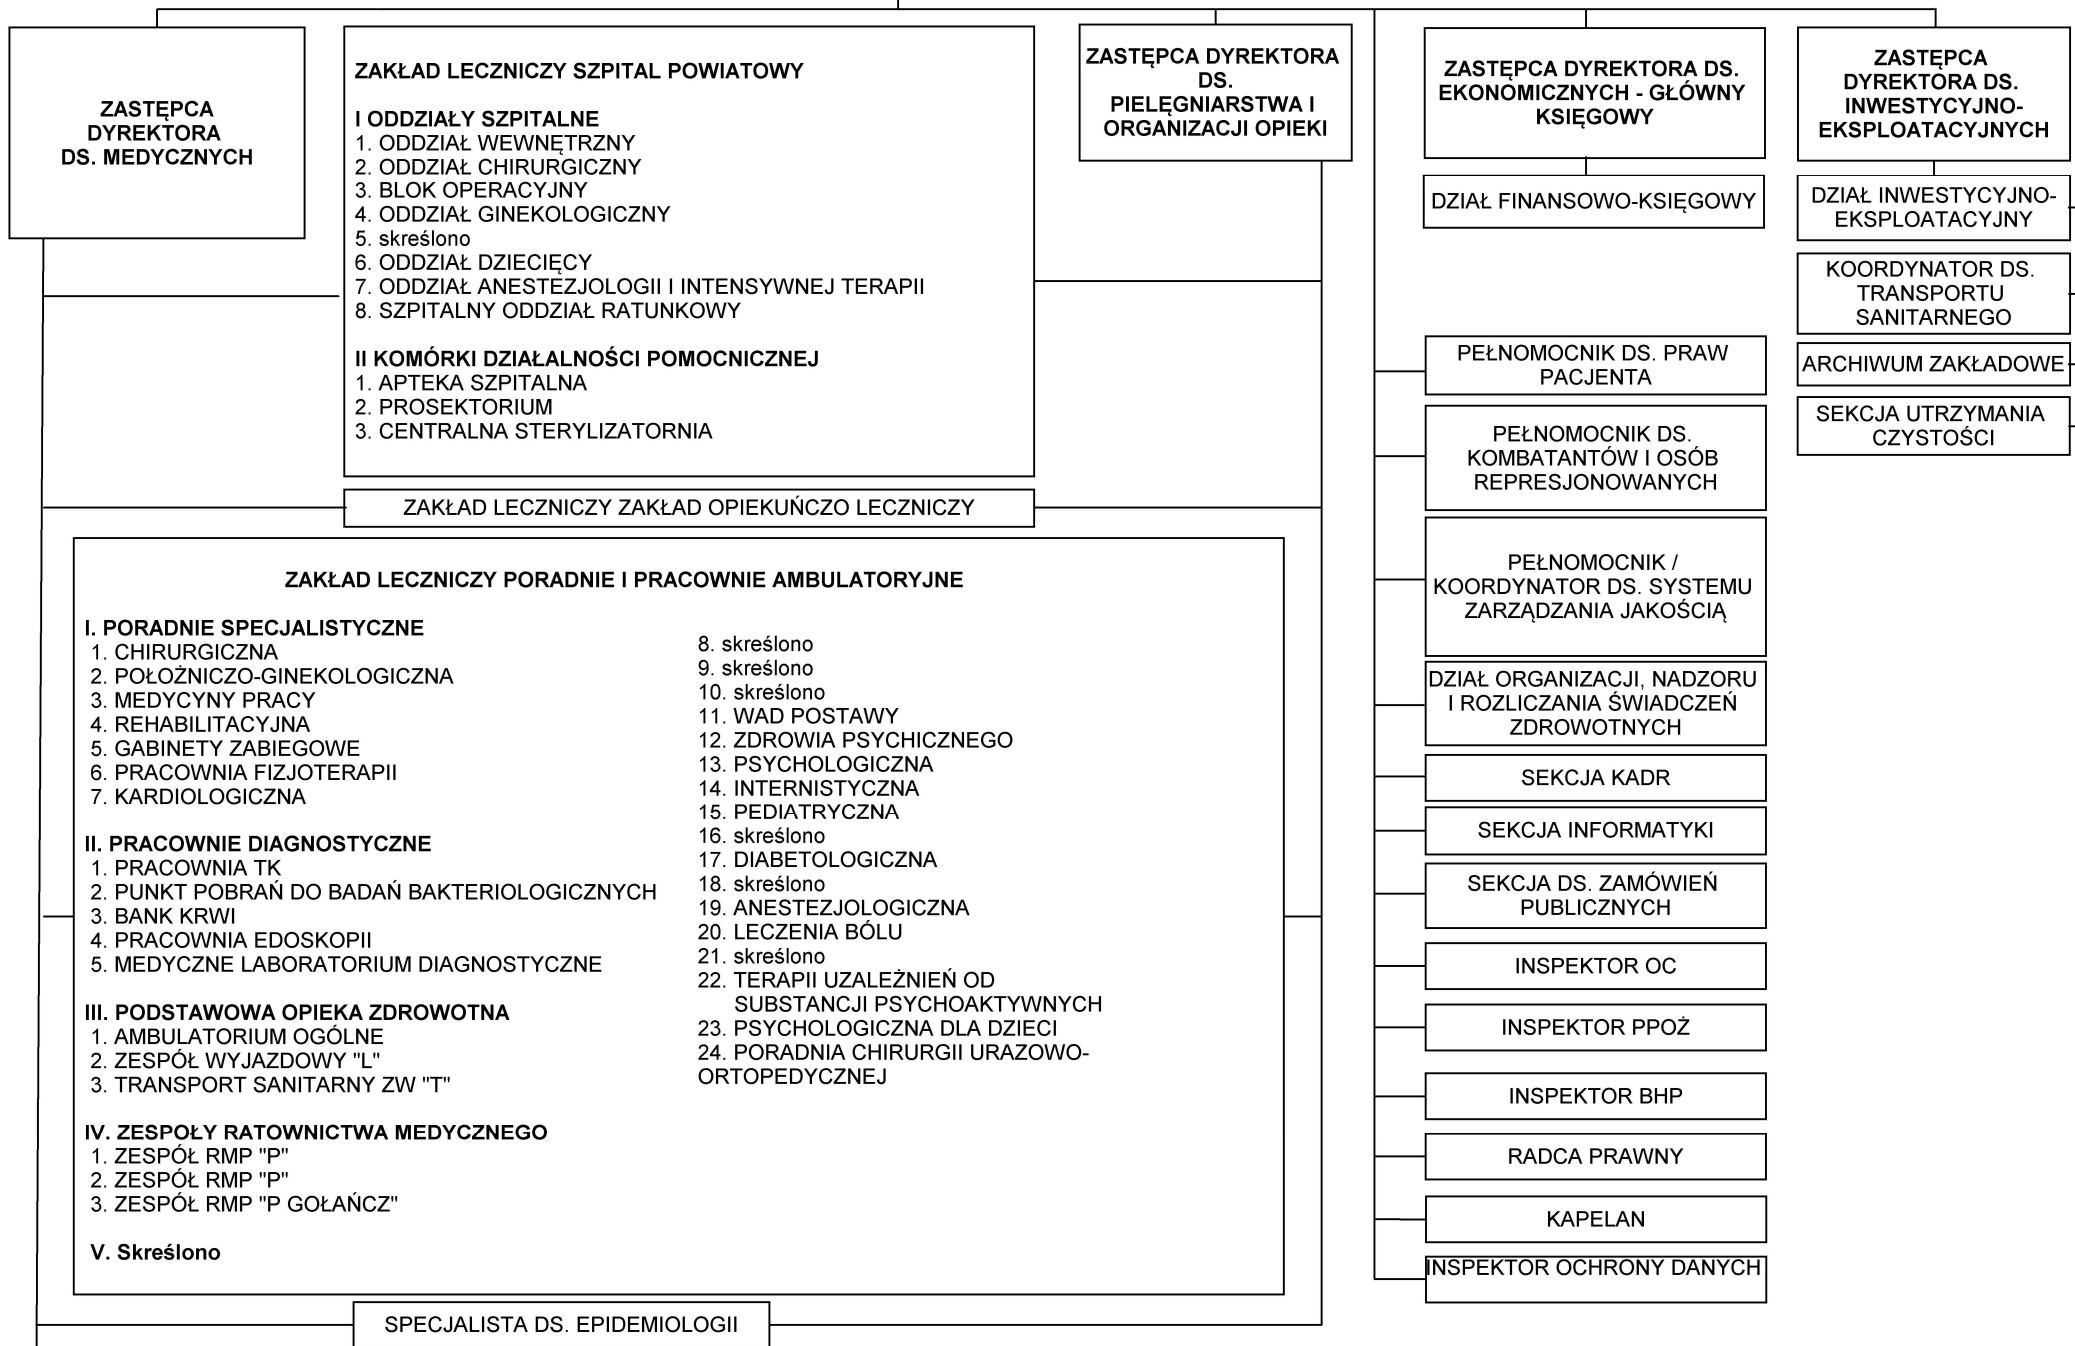 ZASTĘPCA
DYREKTORA
DS. MEDYCZNYCH
ZAKŁAD LECZNICZY SZPITAL POWIATOWY
I ODDZIAŁY SZPITALNE
1. ODDZIAŁ WEWNĘTRZNY
2. ODDZIAŁ CHIRURGICZNY
3. BLOK OPERACYJNY
4. ODDZIAŁ GINEKOLOGICZNY
5. skreślono
6. ODDZIAŁ DZIECIĘCY
7. ODDZIAŁ ANESTEZJOLOGII I INTENSYWNEJ TERAPII
8. SZPITALNY ODDZIAŁ RATUNKOWY
II KOMÓRKI DZIAŁALNOŚCI POMOCNICZNEJ
1. APTEKA SZPITALNA
2. PROSEKTORIUM
3. CENTRALNA STERYLIZATORNIA
ZAKŁAD LECZNICZY ZAKŁAD OPIEKUŃCZO LECZNICZY
ZAKŁAD LECZNICZY PORADNIE I PRACOWNIE AMBULATORYJNE
I. PORADNIE SPECJALISTYCZNE
1. CHIRURGICZNA
2. POŁOŻNICZO-GINEKOLOGICZNA
3. MEDYCYNY PRACY
4. REHABILITACYJNA
5. GABINETY ZABIEGOWE
6. PRACOWNIA FIZJOTERAPII
7. KARDIOLOGICZNA
II. PRACOWNIE DIAGNOSTYCZNE
1. PRACOWNIA TK
2. PUNKT POBRAŃ DO BADAŃ BAKTERIOLOGICZNYCH
3. BANK KRWI
4. PRACOWNIA EDOSKOPII
5. MEDYCZNE LABORATORIUM DIAGNOSTYCZNE
III. PODSTAWOWA OPIEKA ZDROWOTNA
1. AMBULATORIUM OGÓLNE
2. ZESPÓŁ WYJAZDOWY "L"
3. TRANSPORT SANITARNY ZW "T"
IV. ZESPOŁY RATOWNICTWA MEDYCZNEGO
1. ZESPÓŁ RMP "P"
2. ZESPÓŁ RMP "P"
3. ZESPÓŁ RMP "P GOŁAŃCZ"
V. Skreślono
8. skreślono
9. skreślono
10. skreślono
11. WAD POSTAWY
12. ZDROWIA PSYCHICZNEGO
13. PSYCHOLOGICZNA
14. INTERNISTYCZNA
15. PEDIATRYCZNA
16. skreślono
17. DIABETOLOGICZNA
18. skreślono
19. ANESTEZJOLOGICZNA
20. LECZENIA BÓLU
21. skreślono
22. TERAPII UZALEŻNIEŃ OD
SUBSTANCJI PSYCHOAKTYWNYCH
23. PSYCHOLOGICZNA DLA DZIECI
24. PORADNIA CHIRURGII URAZOWO-
ORTOPEDYCZNEJ
SPECJALISTA DS. EPIDEMIOLOGII
ZASTĘPCA DYREKTORA
DS.
PIELĘGNIARSTWA I
ORGANIZACJI OPIEKI
ZASTĘPCA DYREKTORA DS.
EKONOMICZNYCH - GŁÓWNY
KSIĘGOWY
DZIAŁ FINANSOWO-KSIĘGOWY
PEŁNOMOCNIK DS. PRAW
PACJENTA
PEŁNOMOCNIK DS.
KOMBATANTÓW I OSÓB
REPRESJONOWANYCH
PEŁNOMOCNIK /
KOORDYNATOR DS. SYSTEMU
ZARZĄDZANIA JAKOŚCIĄ
DZIAŁ ORGANIZACJI, NADZORU
I ROZLICZANIA ŚWIADCZEŃ
ZDROWOTNYCH
SEKCJA KADR
SEKCJA INFORMATYKI
SEKCJA DS. ZAMÓWIEŃ
PUBLICZNYCH
INSPEKTOR OC
INSPEKTOR PPOŻ
INSPEKTOR BHP
RADCA PRAWNY
KAPELAN
INSPEKTOR OCHRONY DANYCH
ZASTĘPCA
DYREKTORA DS.
INWESTYCYJNO-
EKSPLOATACYJNYCH
DZIAŁ INWESTYCYJNO-
EKSPLOATACYJNY
KOORDYNATOR DS.
TRANSPORTU
SANITARNEGO
ARCHIWUM ZAKŁADOWE
SEKCJA UTRZYMANIA
CZYSTOŚCI